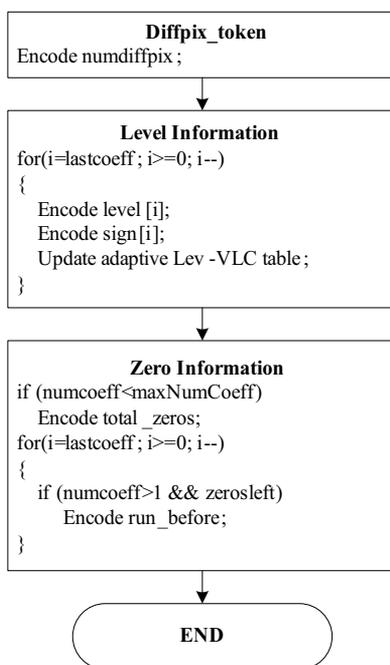 Diffpix_token
Encode numdiffpix ;
Level Information
for(i=lastcoeff ; i>=0; i--)
{
Encode level [i];
Encode sign[i];
Update adaptive Lev -VLC table ;
}
Zero Information
if (numcoeff<maxNumCoeff)
Encode total _zeros;
for(i=lastcoeff ; i>=0; i--)
{
if (numcoeff>1 && zerosleft)
Encode run_before;
}
END